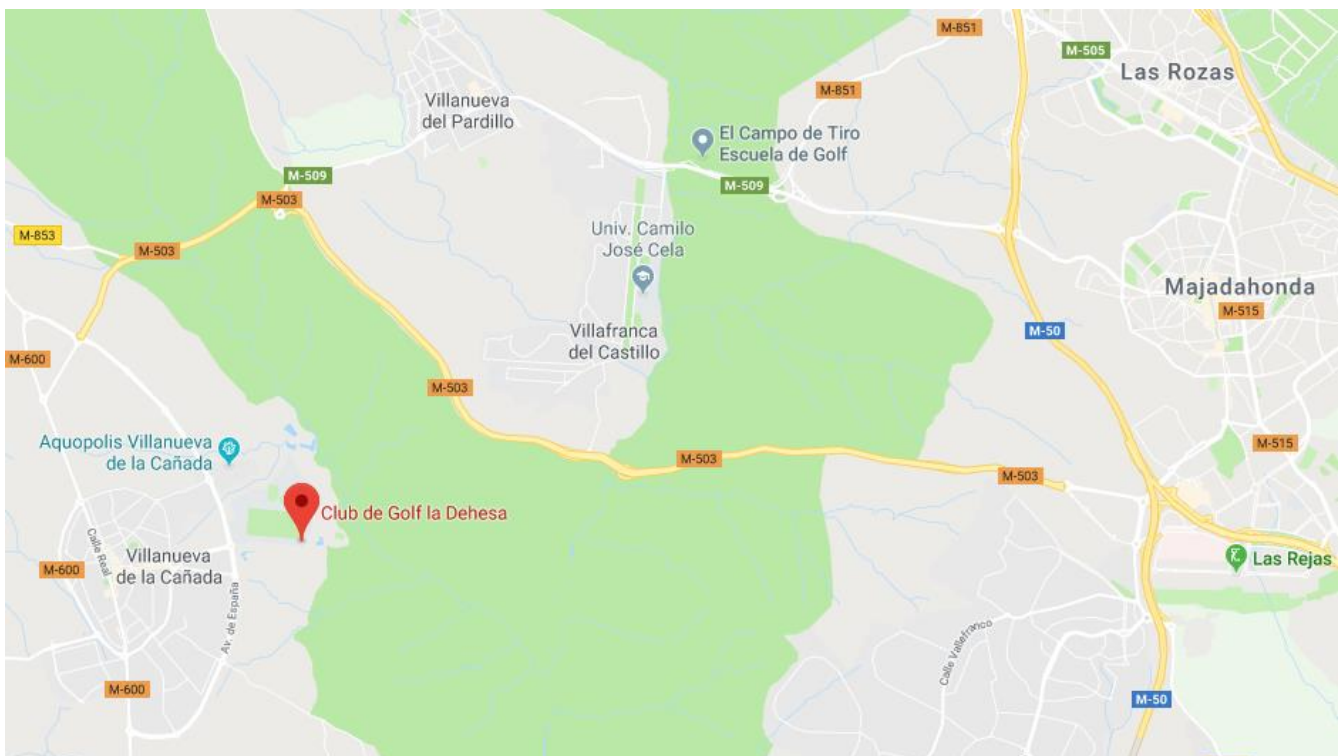 M-851
M-505
Las Rozas
M-851
Villanueva
del Pardillo
El Campo de Tiro
Escuela de Golf
M-509
M-509
M-503
M-853
M-503
Univ. Camilo
José Cela
Majadahonda
M-515
Villafranca
del Castillo
M-50
M-600
M-503
Aquopolis Villanueva
de la Cañada
M-515
M-503
M-503
Club de Golf la Dehesa
Calle Real
Villanueva
de la Cañada
M-600
Las Rejas
Av. de España
Calle Vallefranco
M-600
M-50